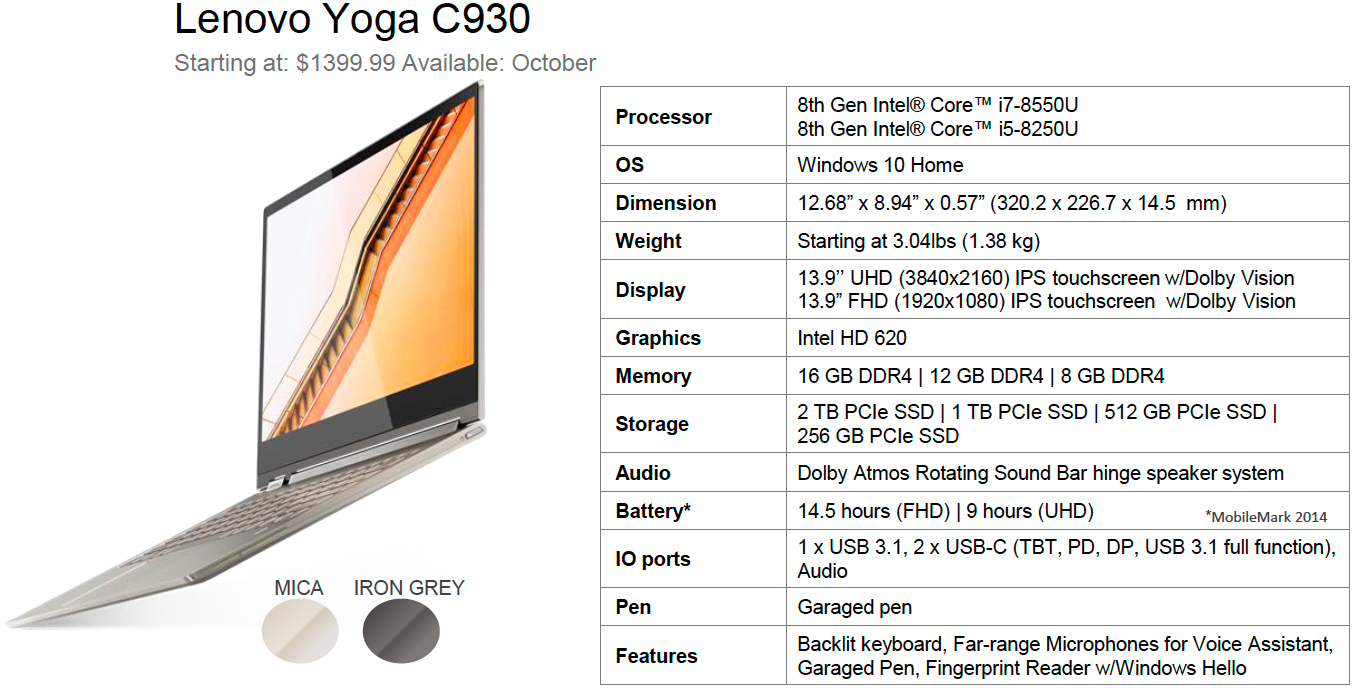 Lenovo Yoga C930
Starting at: $1399.99 Available: October
Processor
8th Gen Intel® Core™ i7-8550U
8th Gen Intel® Core™ i5-8250U
OS
Windows 10 Home
Dimension
12.68” x 8.94” x 0.57” (320.2 x 226.7 x 14.5 mm)
Weight
Starting at 3.04lbs (1.38 kg)
Display
13.9’’ UHD (3840x2160) IPS touchscreen w/Dolby Vision
13.9” FHD (1920x1080) IPS touchscreen w/Dolby Vision
Graphics
Intel HD 620
Memory
16 GB DDR4 | 12 GB DDR4 | 8 GB DDR4
Storage
2 TB PCIe SSD | 1 TB PCIe SSD | 512 GB PCIe SSD |
256 GB PCIe SSD
Audio
Dolby Atmos Rotating Sound Bar hinge speaker system
Battery*
14.5 hours (FHD) | 9 hours (UHD)
*MobileMark 2014
IO ports
1 x USB 3.1, 2 x USB-C (TBT, PD, DP, USB 3.1 full function),
Audio
Pen
Garaged pen
Features
Backlit keyboard, Far-range Microphones for Voice Assistant,
Garaged Pen, Fingerprint Reader w/Windows Hello
MICA
IRON GREY